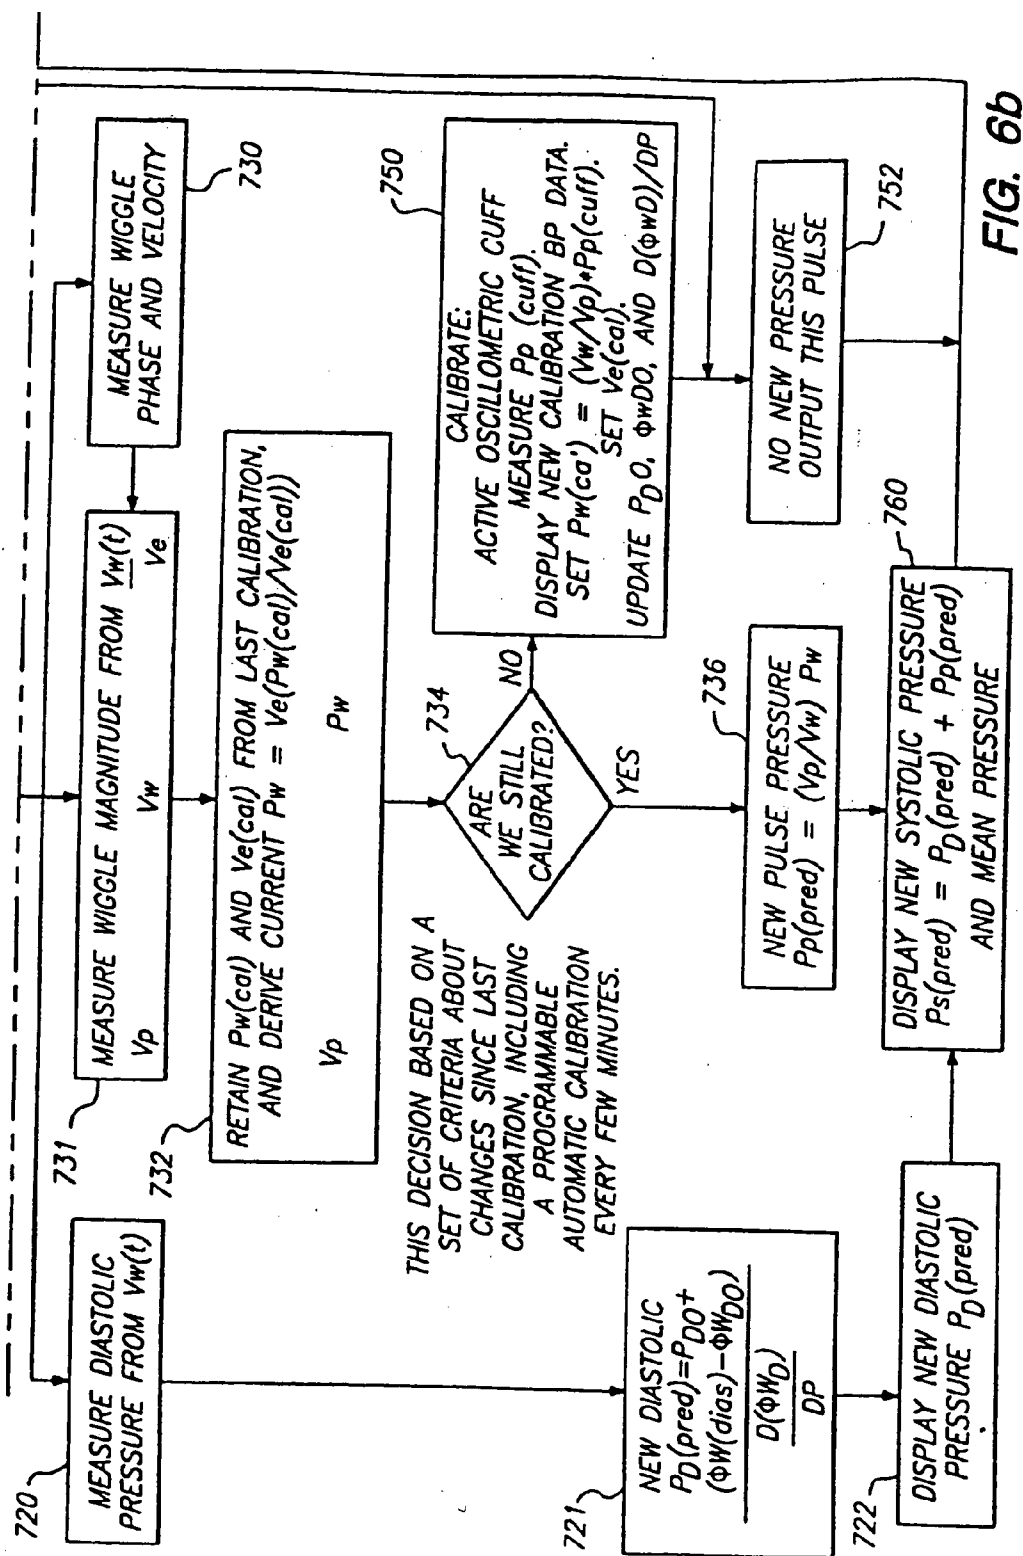 720
MEASURE DIASTOLIC
PRESSURE FROM Vw(t)
731
MEASURE WIGGLE MAGNITUDE FROM Vw(t)
Vp Vw Ve
MEASURE WIGGLE
PHASE AND VELOCITY
730
732
RETAIN Pw(cal) AND Ve(cal) FROM LAST CALIBRATION,
AND DERIVE CURRENT Pw = Ve(Pw(cal)/Ve(cal))
Vp Pw
THIS DECISION BASED ON A
SET OF CRITERIA ABOUT
CHANGES SINCE LAST
CALIBRATION, INCLUDING
A PROGRAMMABLE
AUTOMATIC CALIBRATION
EVERY FEW MINUTES.
734
ARE
WE STILL
CALIBRATED?
NO
YES
750
CALIBRATE:
ACTIVE OSCILLOMETRIC CUFF
MEASURE Pp (cuff).
DISPLAY NEW CALIBRATION BP DATA.
SET Pw(ca') = (Vw/Vp)*Pp(cuff).
SET Ve(cal).
UPDATE PDO, ΦwDO, AND D(ΦwD)/DP
721
NEW DIASTOLIC
PD(pred)=PDO+
(ΦW(dias)-ΦWDO)
D(ΦWD)
DP
736
NEW PULSE PRESSURE
Pp(pred) = (Vp/Vw) Pw
NO NEW PRESSURE
OUTPUT THIS PULSE
752
722
DISPLAY NEW DIASTOLIC
PRESSURE PD(pred)
760
DISPLAY NEW SYSTOLIC PRESSURE
Ps(pred) = PD(pred) + Pp(pred)
AND MEAN PRESSURE
FIG. 6b